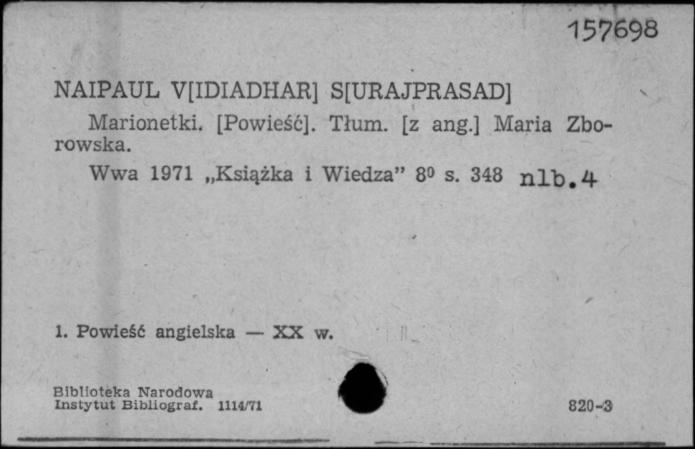 157698
NAIPAUL V[IDIADHAR] S[URAJPRASAD]
Marionetki. [Powieść]. Tłum. [z ang.] Maria Zbo-
rowska.
Wwa 1971 „Książka i Wiedza” 8⁰ s. 348 nlb.4
1. Powieść angielska — XX w.
Biblioteka Narodowa
Instytut Bibliograf. 1114/71
820-3